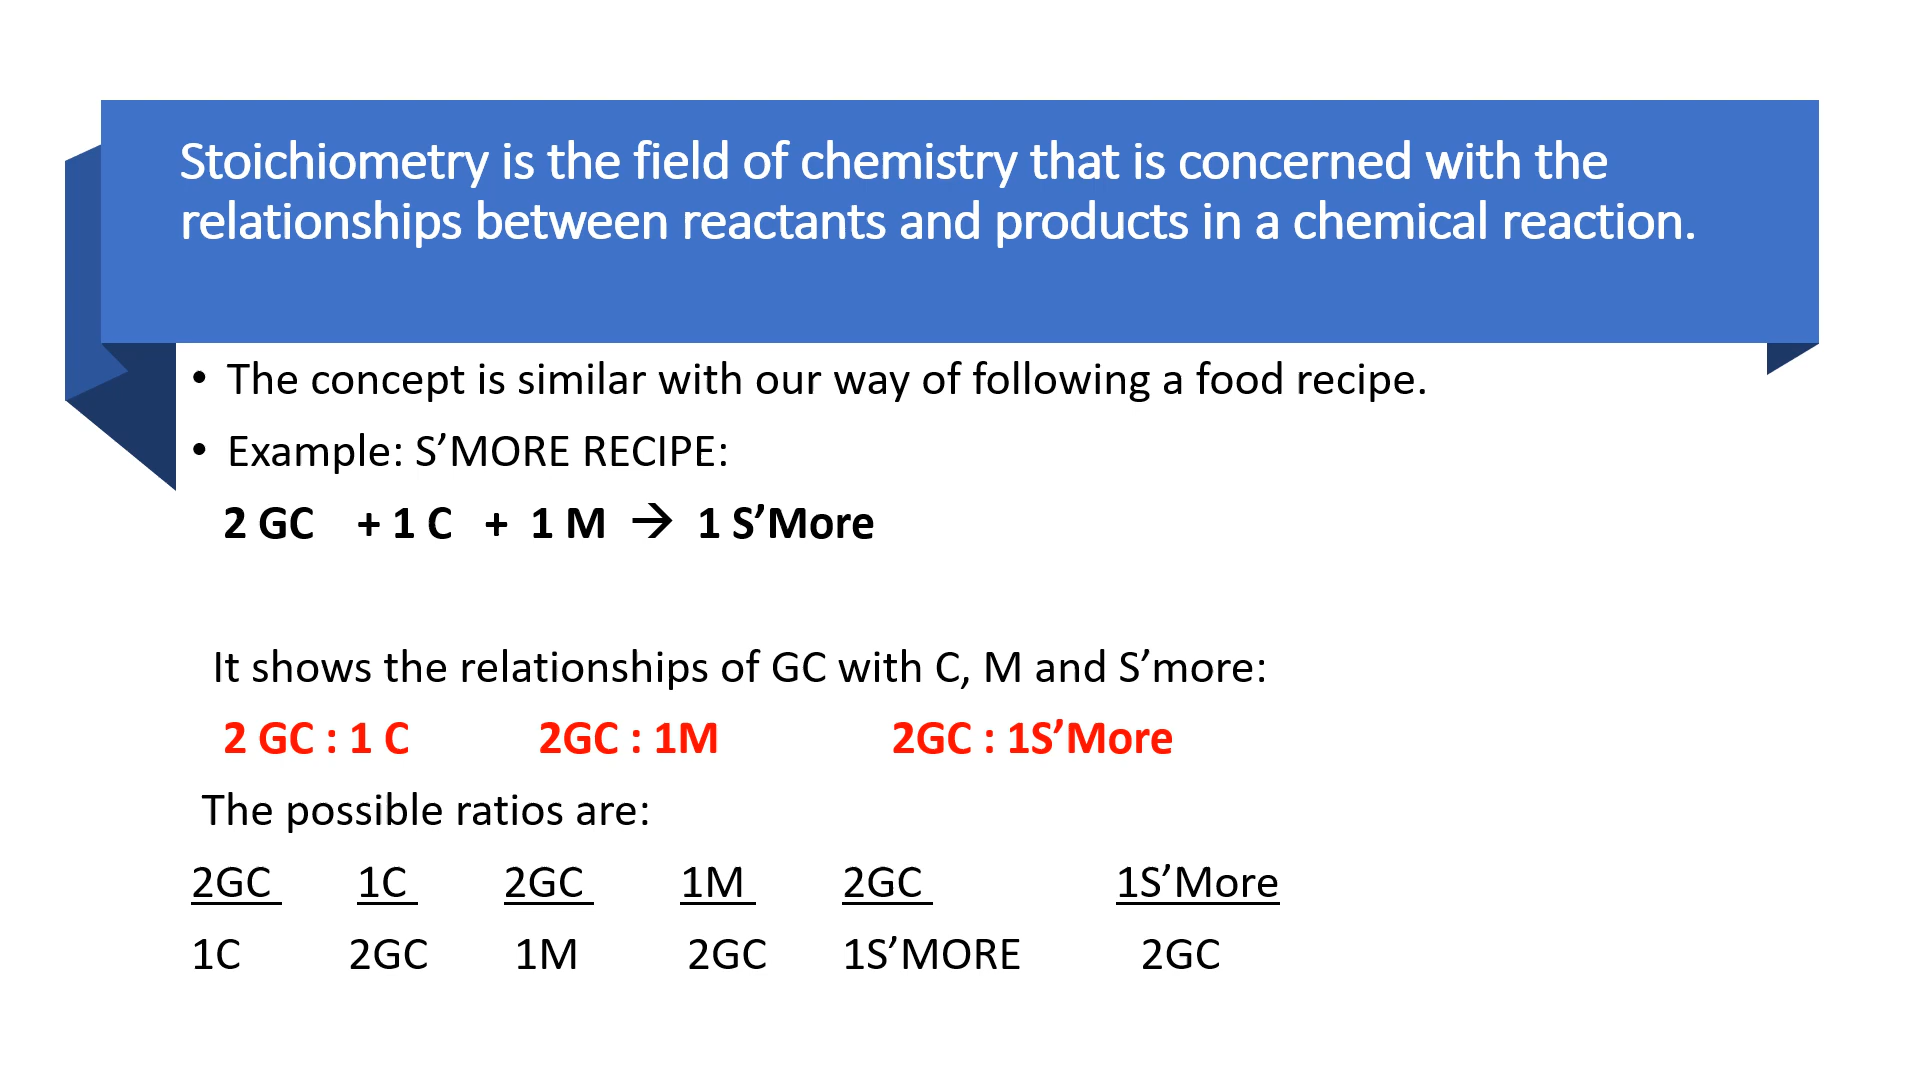 Stoichiometry is the field of chemistry that is concerned with the
relationships between reactants and products in a chemical reaction.
• The concept is similar with our way of following a food recipe.
• Example: S’MORE RECIPE:
2 GC + 1 C + 1 M → 1 S’More
It shows the relationships of GC with C, M and S’more:
2 GC : 1 C 2GC : 1M 2GC : 1S’More
The possible ratios are:
2GC 1C 2GC 1M 2GC 1S’More
1C 2GC 1M 2GC 1S’MORE 2GC